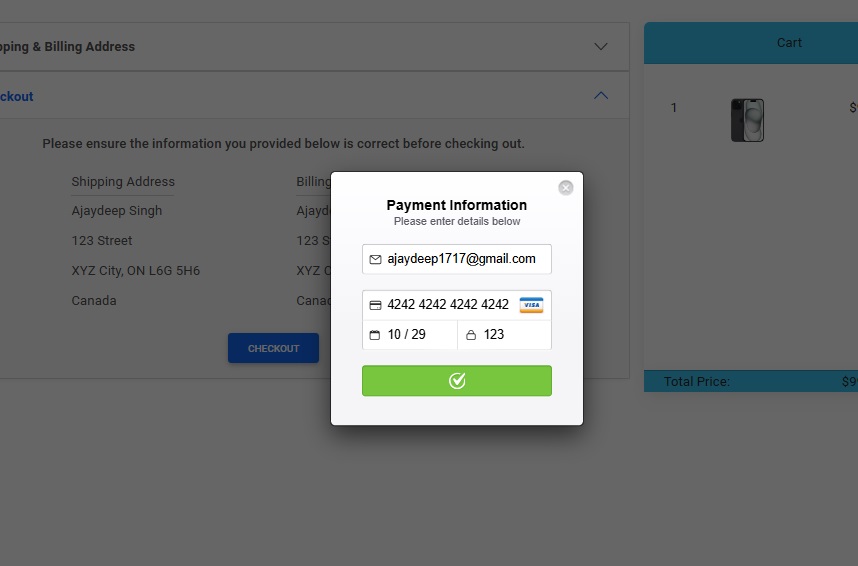 pping & Billing Address
Cart
ckout
1
$
Please ensure the information you provided below is correct before checking out.
Shipping Address
Billing
Ajaydeep Singh
Ajayd
123 Street
123 S
XYZ City, ON L6G 5H6
XYZ C
Canada
Canad
CHECKOUT
Payment Information
Please enter details below
ajaydeep1717@gmail.com
4242 4242 4242 4242
VISA
10 / 29
123
Total Price:
$9